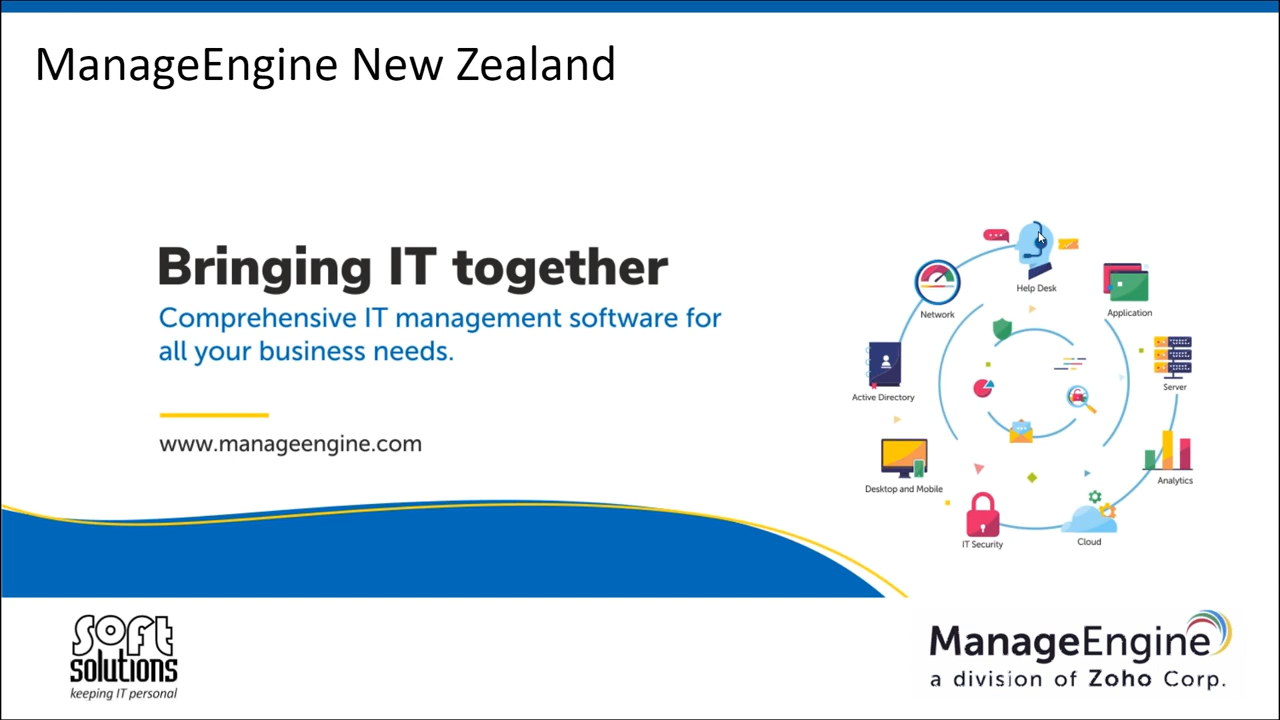 ManageEngine New Zealand
Bringing IT together
Comprehensive IT management software for
all your business needs.
www.manageengine.com
Help Desk
Network
Application
Active Directory
Server
Desktop and Mobile
Analytics
IT Security
Cloud
soft
solutions
keeping IT personal
ManageEngine
a division of Zoho Corp.